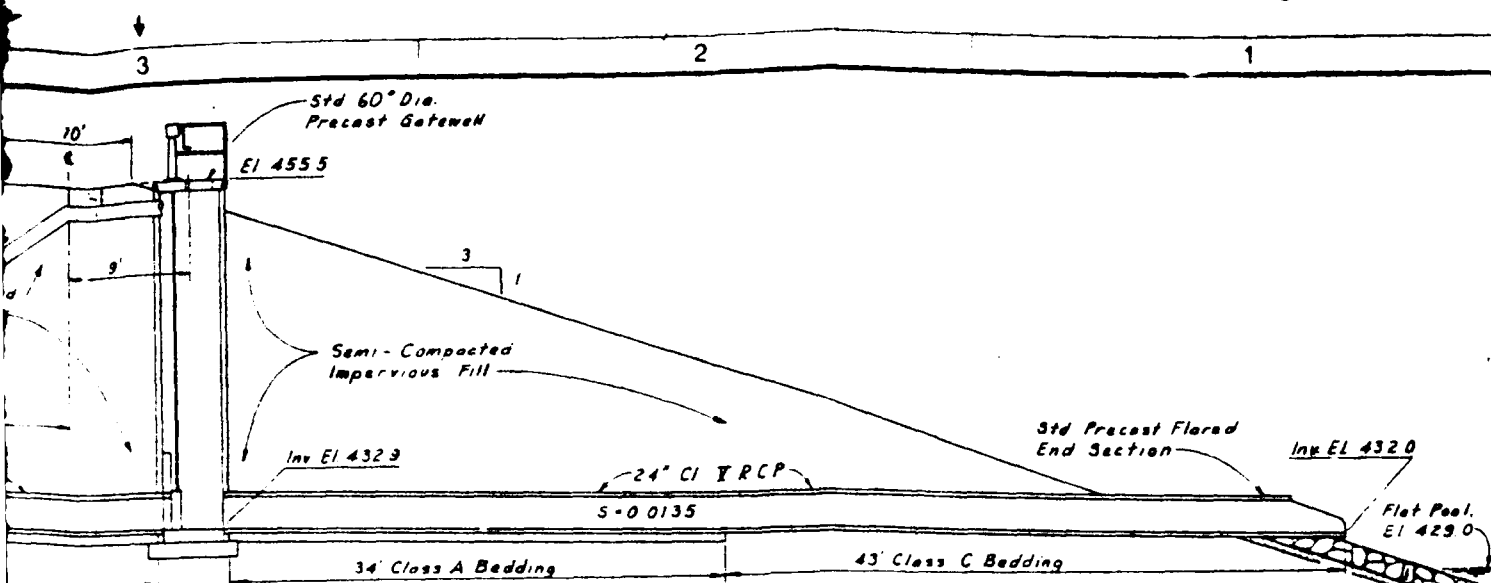 3
2
1
Std 60" Dia.
Precast Gatewell
10'
El 455 5
3
1
9'
d
Semi - Compacted
Impervious Fill
Std Precast Flared
End Section
Inv El 432 0
Inv El 432 9
24" Cl V RCP
S=0 0135
Flat Pool.
El 429.0
34' Class A Bedding
43' Class C Bedding